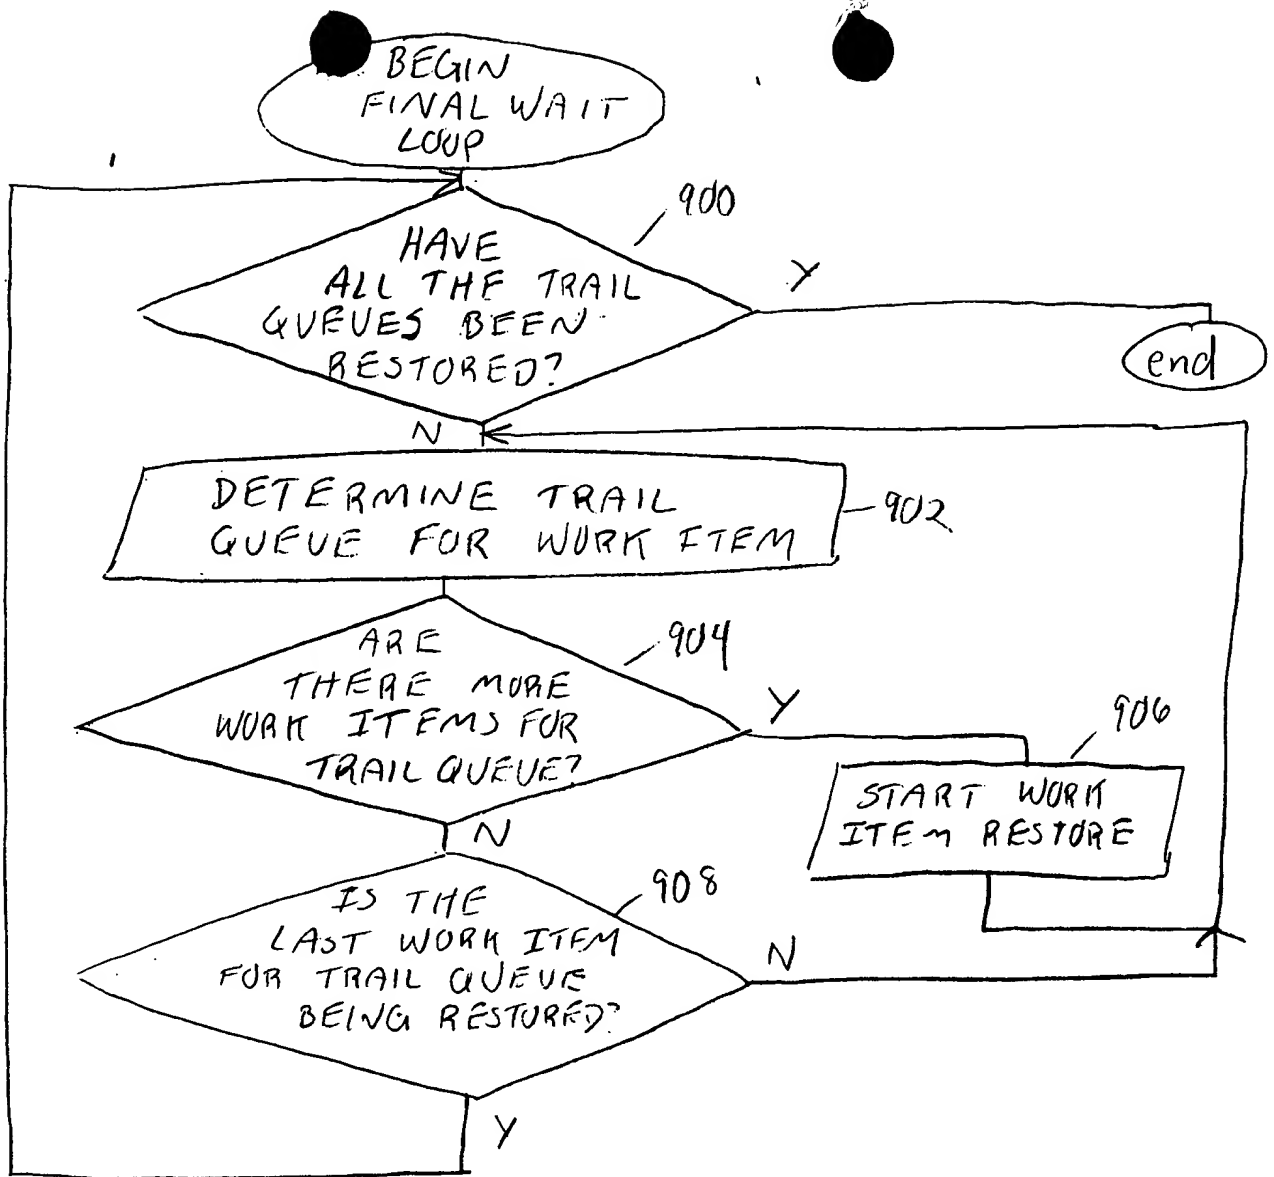 BEGIN
FINAL WAIT
LOOP
900
HAVE
ALL THE TRAIL
QUEUES BEEN
RESTORED?
Y
end
N
DETERMINE TRAIL
QUEUE FOR WORK ITEM
902
ARE
THERE MORE
WORK ITEMS FOR
TRAIL QUEUE?
904
Y
906
START WORK
ITEM RESTORE
N
IS THE
LAST WORK ITEM
FOR TRAIL QUEUE
BEING RESTORED?
908
N
Y